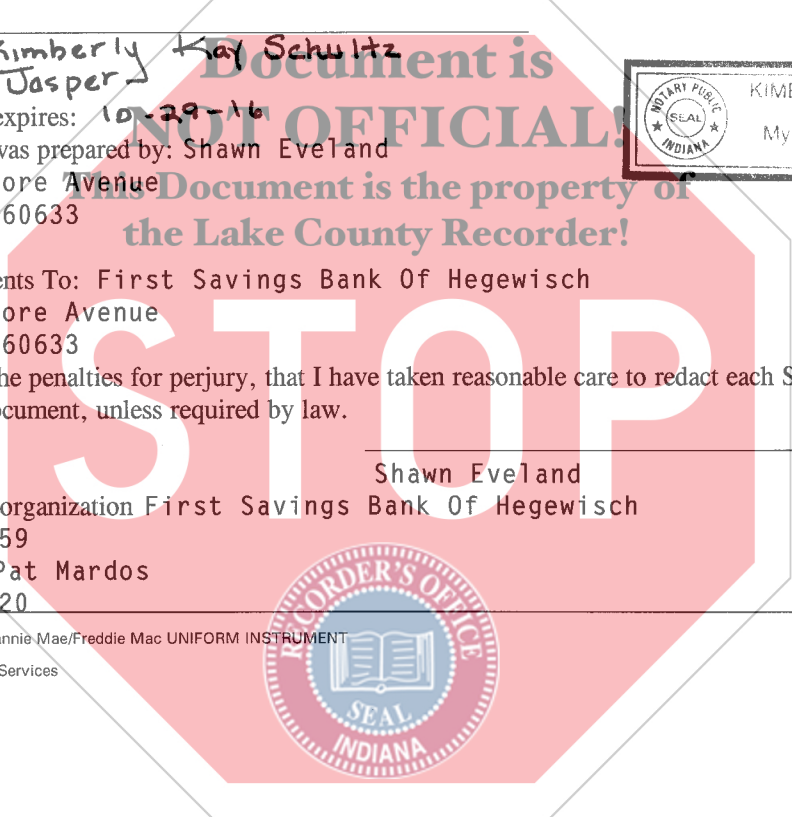 Kimberly Kay Schultz
Jasper
expires: 10-29-16
was prepared by: Shawn Eveland
ore Avenue
60633
ents To: First Savings Bank Of Hegewisch
ore Avenue
60633
he penalties for perjury, that I have taken reasonable care to redact each S
ocument, unless required by law.
Shawn Eveland
organization First Savings Bank Of Hegewisch
59
Pat Mardos
20
annie Mae/Freddie Mac UNIFORM INSTRUMENT
Services
NOTARY PUBLIC
SEAL
INDIANA
KIMB
My
Document is
NOT OFFICIAL!
This Document is the property of
the Lake County Recorder!
STOP
RECORDER'S OFFICE
SEAL
INDIANA